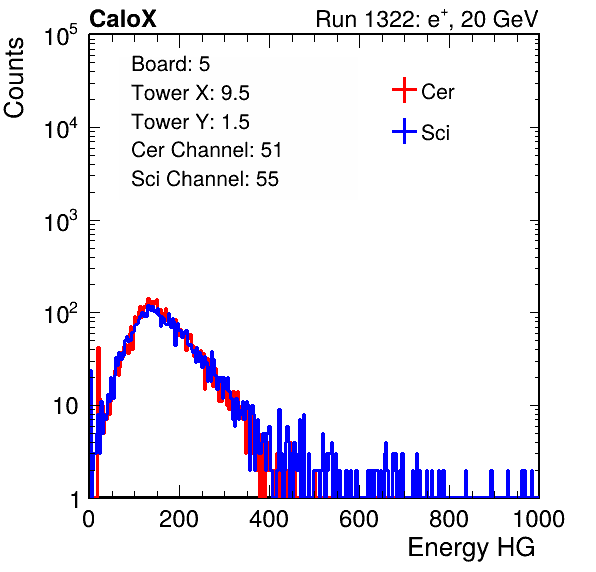 CaloX Run 1322: e⁺, 20 GeV
Counts
10⁵
10⁴
10³
10²
10
1
Board: 5
Tower X: 9.5
Tower Y: 1.5
Cer Channel: 51
Sci Channel: 55
Cer
Sci
0 200 400 600 800 1000
Energy HG